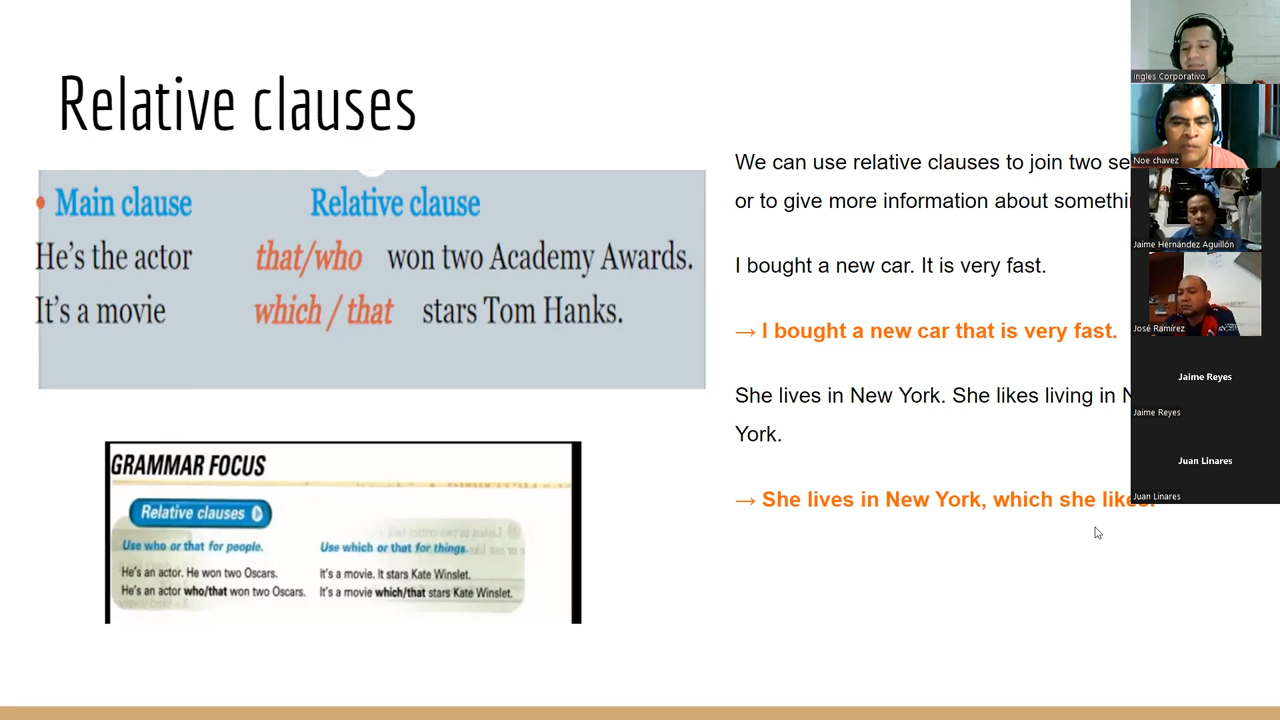 Relative clauses
• Main clause Relative clause
He's the actor that/who won two Academy Awards.
It's a movie which / that stars Tom Hanks.
GRAMMAR FOCUS
Relative clauses
Use who or that for people. Use which or that for things.
He's an actor. He won two Oscars. It's a movie. It stars Kate Winslet.
He's an actor who/that won two Oscars. It's a movie which/that stars Kate Winslet.
We can use relative clauses to join two
or to give more information about
I bought a new car. It is very fast.
→ I bought a new car that is very fast.
She lives in New York. She likes living in
York.
→ She lives in New York, which she likes.
Ingles Corporativo
Noe chavez
Jaime Hernández Aguillón
José Ramírez
Jaime Reyes
Jaime Reyes
Juan Linares
Juan Linares